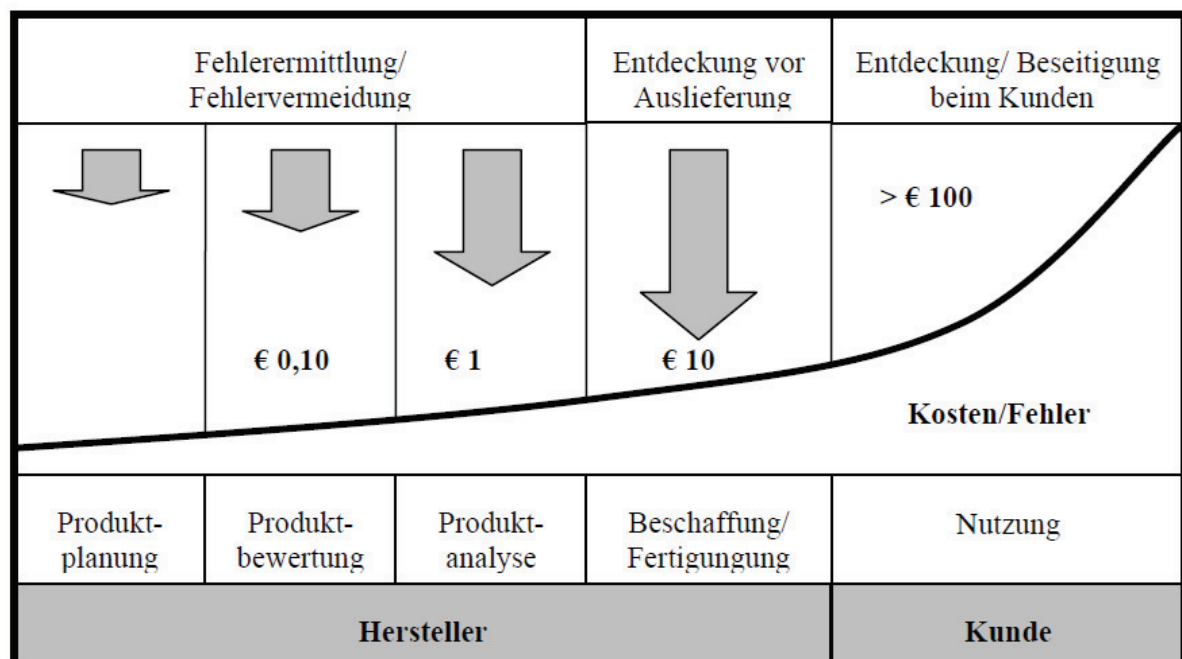 Fehlerermittlung/
Fehlervermeidung
Entdeckung vor
Auslieferung
Entdeckung/ Beseitigung
beim Kunden
> € 100
€ 0,10
€ 1
€ 10
Kosten/Fehler
Produkt-
planung
Produkt-
bewertung
Produkt-
analyse
Beschaffung/
Fertigungung
Nutzung
Hersteller
Kunde